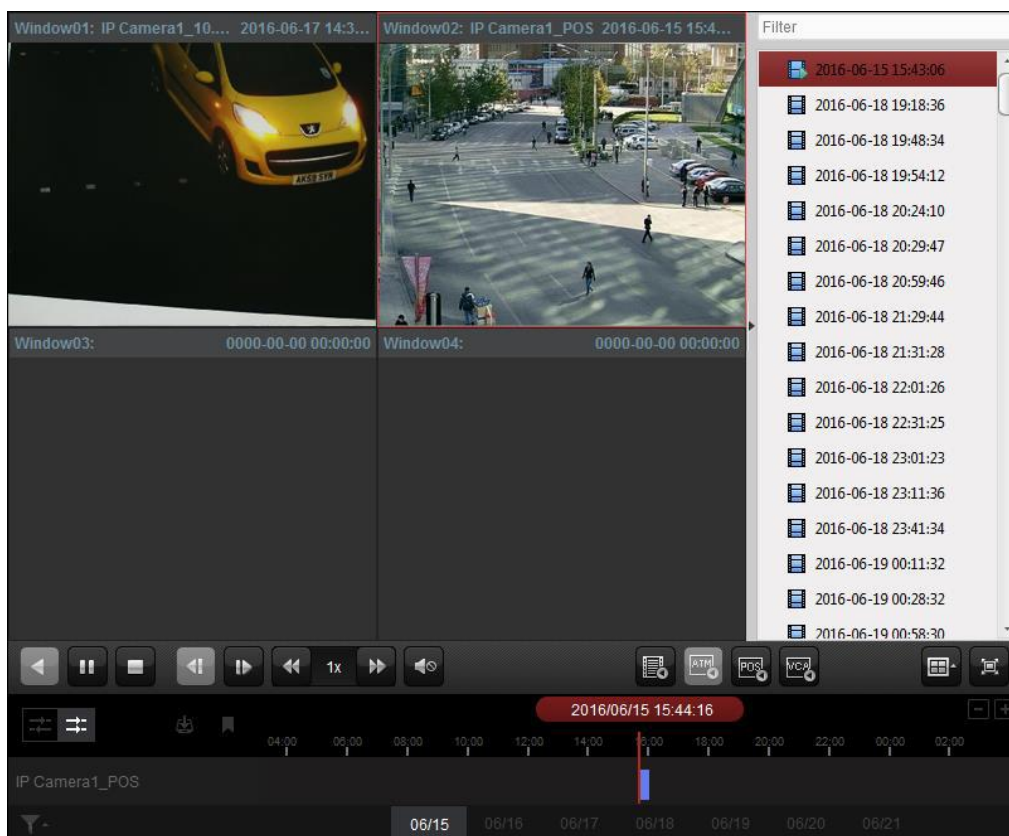 Window01: IP Camera1_10.... 2016-06-17 14:3...
Window02: IP Camera1_POS 2016-06-15 15:4...
AK59 SYR
Window03: 0000-00-00 00:00:00
Window04: 0000-00-00 00:00:00
Filter
2016-06-15 15:43:06
2016-06-18 19:18:36
2016-06-18 19:48:34
2016-06-18 19:54:12
2016-06-18 20:24:10
2016-06-18 20:29:47
2016-06-18 20:59:46
2016-06-18 21:29:44
2016-06-18 21:31:28
2016-06-18 22:01:26
2016-06-18 22:31:25
2016-06-18 23:01:23
2016-06-18 23:11:36
2016-06-18 23:41:34
2016-06-19 00:11:32
2016-06-19 00:28:32
2016-06-19 00:58:30
1x
ATM
POS
VCA
2016/06/15 15:44:16
04:00 06:00 08:00 10:00 12:00 14:00 16:00 18:00 20:00 22:00 00:00 02:00
IP Camera1_POS
06/15 06/16 06/17 06/18 06/19 06/20 06/21